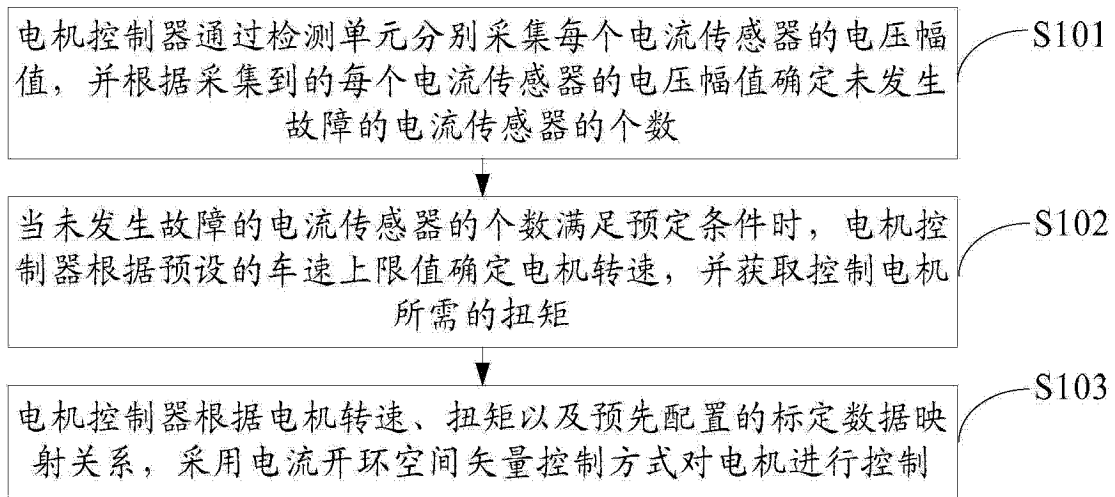 电机控制器通过检测单元分别采集每个电流传感器的电压幅
值，并根据采集到的每个电流传感器的电压幅值确定未发生
故障的电流传感器的个数
S101
当未发生故障的电流传感器的个数满足预定条件时，电机控
制器根据预设的车速上限值确定电机转速，并获取控制电机
所需的扭矩
S102
电机控制器根据电机转速、扭矩以及预先配置的标定数据映
射关系，采用电流开环空间矢量控制方式对电机进行控制
S103